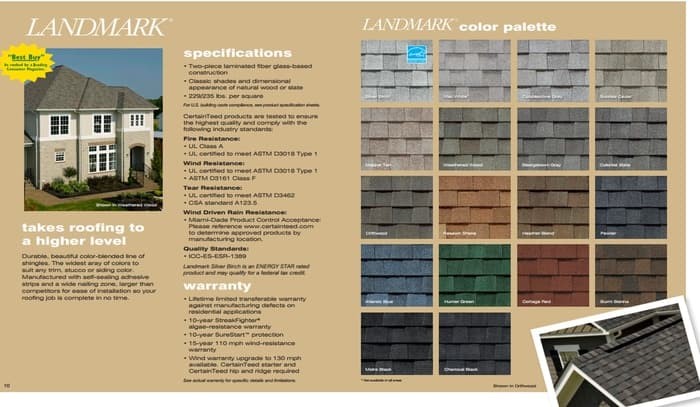 LANDMARK®
"Best Buy"
As ranked by a leading
Consumer Magazine
Shown in Weathered Wood
takes roofing to
a higher level
Durable, beautiful color-blended line of
shingles. The widest array of colors to
suit any trim, stucco or siding color.
Manufactured with self-sealing adhesive
strips and a wide nailing zone, larger than
competitors for ease of installation so your
roofing job is complete in no time.
10
specifications
• Two-piece laminated fiber glass-based
construction
• Classic shades and dimensional
appearance of natural wood or slate
• 229/235 lbs. per square
For U.S. building code compliance, see product specification sheets.
CertainTeed products are tested to ensure
the highest quality and comply with the
following industry standards:
Fire Resistance:
• UL Class A
• UL certified to meet ASTM D3018 Type 1
Wind Resistance:
• UL certified to meet ASTM D3018 Type 1
• ASTM D3161 Class F
Tear Resistance:
• UL certified to meet ASTM D3462
• CSA standard A123.5
Wind Driven Rain Resistance:
• Miami-Dade Product Control Acceptance:
Please reference www.certainteed.com
to determine approved products by
manufacturing location.
Quality Standards:
• ICC-ES-ESR-1389
Landmark Silver Birch is an ENERGY STAR rated
product and may qualify for a federal tax credit.
warranty
• Lifetime limited transferable warranty
against manufacturing defects on
residential applications
• 10-year StreakFighter®
algae-resistance warranty
• 10-year SureStart™ protection
• 15-year 110 mph wind-resistance
warranty
• Wind warranty upgrade to 130 mph
available. CertainTeed starter and
CertainTeed hip and ridge required
See actual warranty for specific details and limitations.
LANDMARK® color palette
Silver Birch
Cobblestone Gray
Weathered Wood
Georgetown Gray
Colonial Slate
Driftwood
Resawn Shake
Heather Blend
Pewter
Atlantic Blue
Hunter Green
Cottage Red
Burnt Sienna
Moire Black
Charcoal Black
* Not available in all areas
Shown in Driftwood